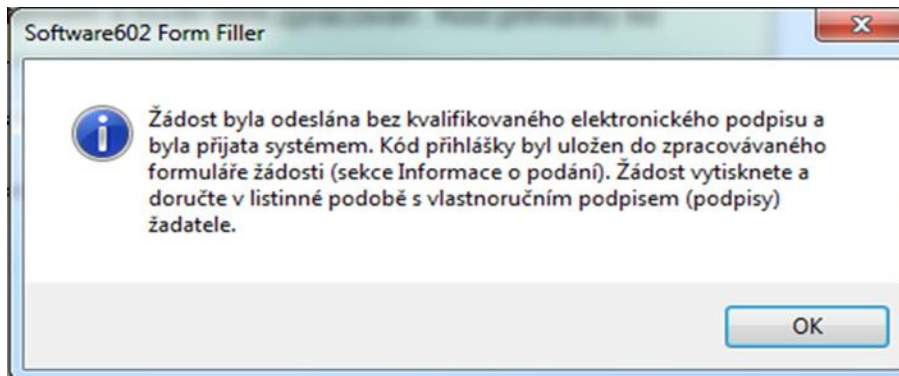 Software602 Form Filler
Žádost byla odeslána bez kvalifikovaného elektronického podpisu a
byla přijata systémem. Kód přihlášky byl uložen do zpracovávaného
formuláře žádosti (sekce Informace o podání). Žádost vytisknete a
doručte v listinné podobě s vlastnoručním podpisem (podpisy)
žadatele.
OK